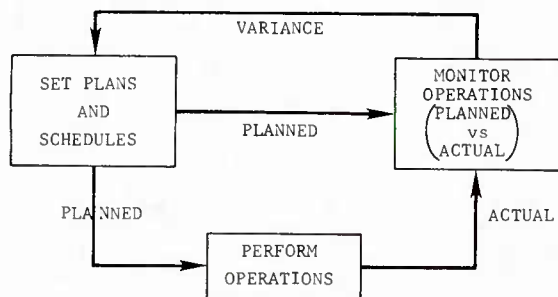 VARIANCE
SET PLANS
AND
SCHEDULES
PLANNED
MONITOR
OPERATIONS
(PLANNED
vs
ACTUAL)
PLANNED
ACTUAL
PERFORM
OPERATIONS